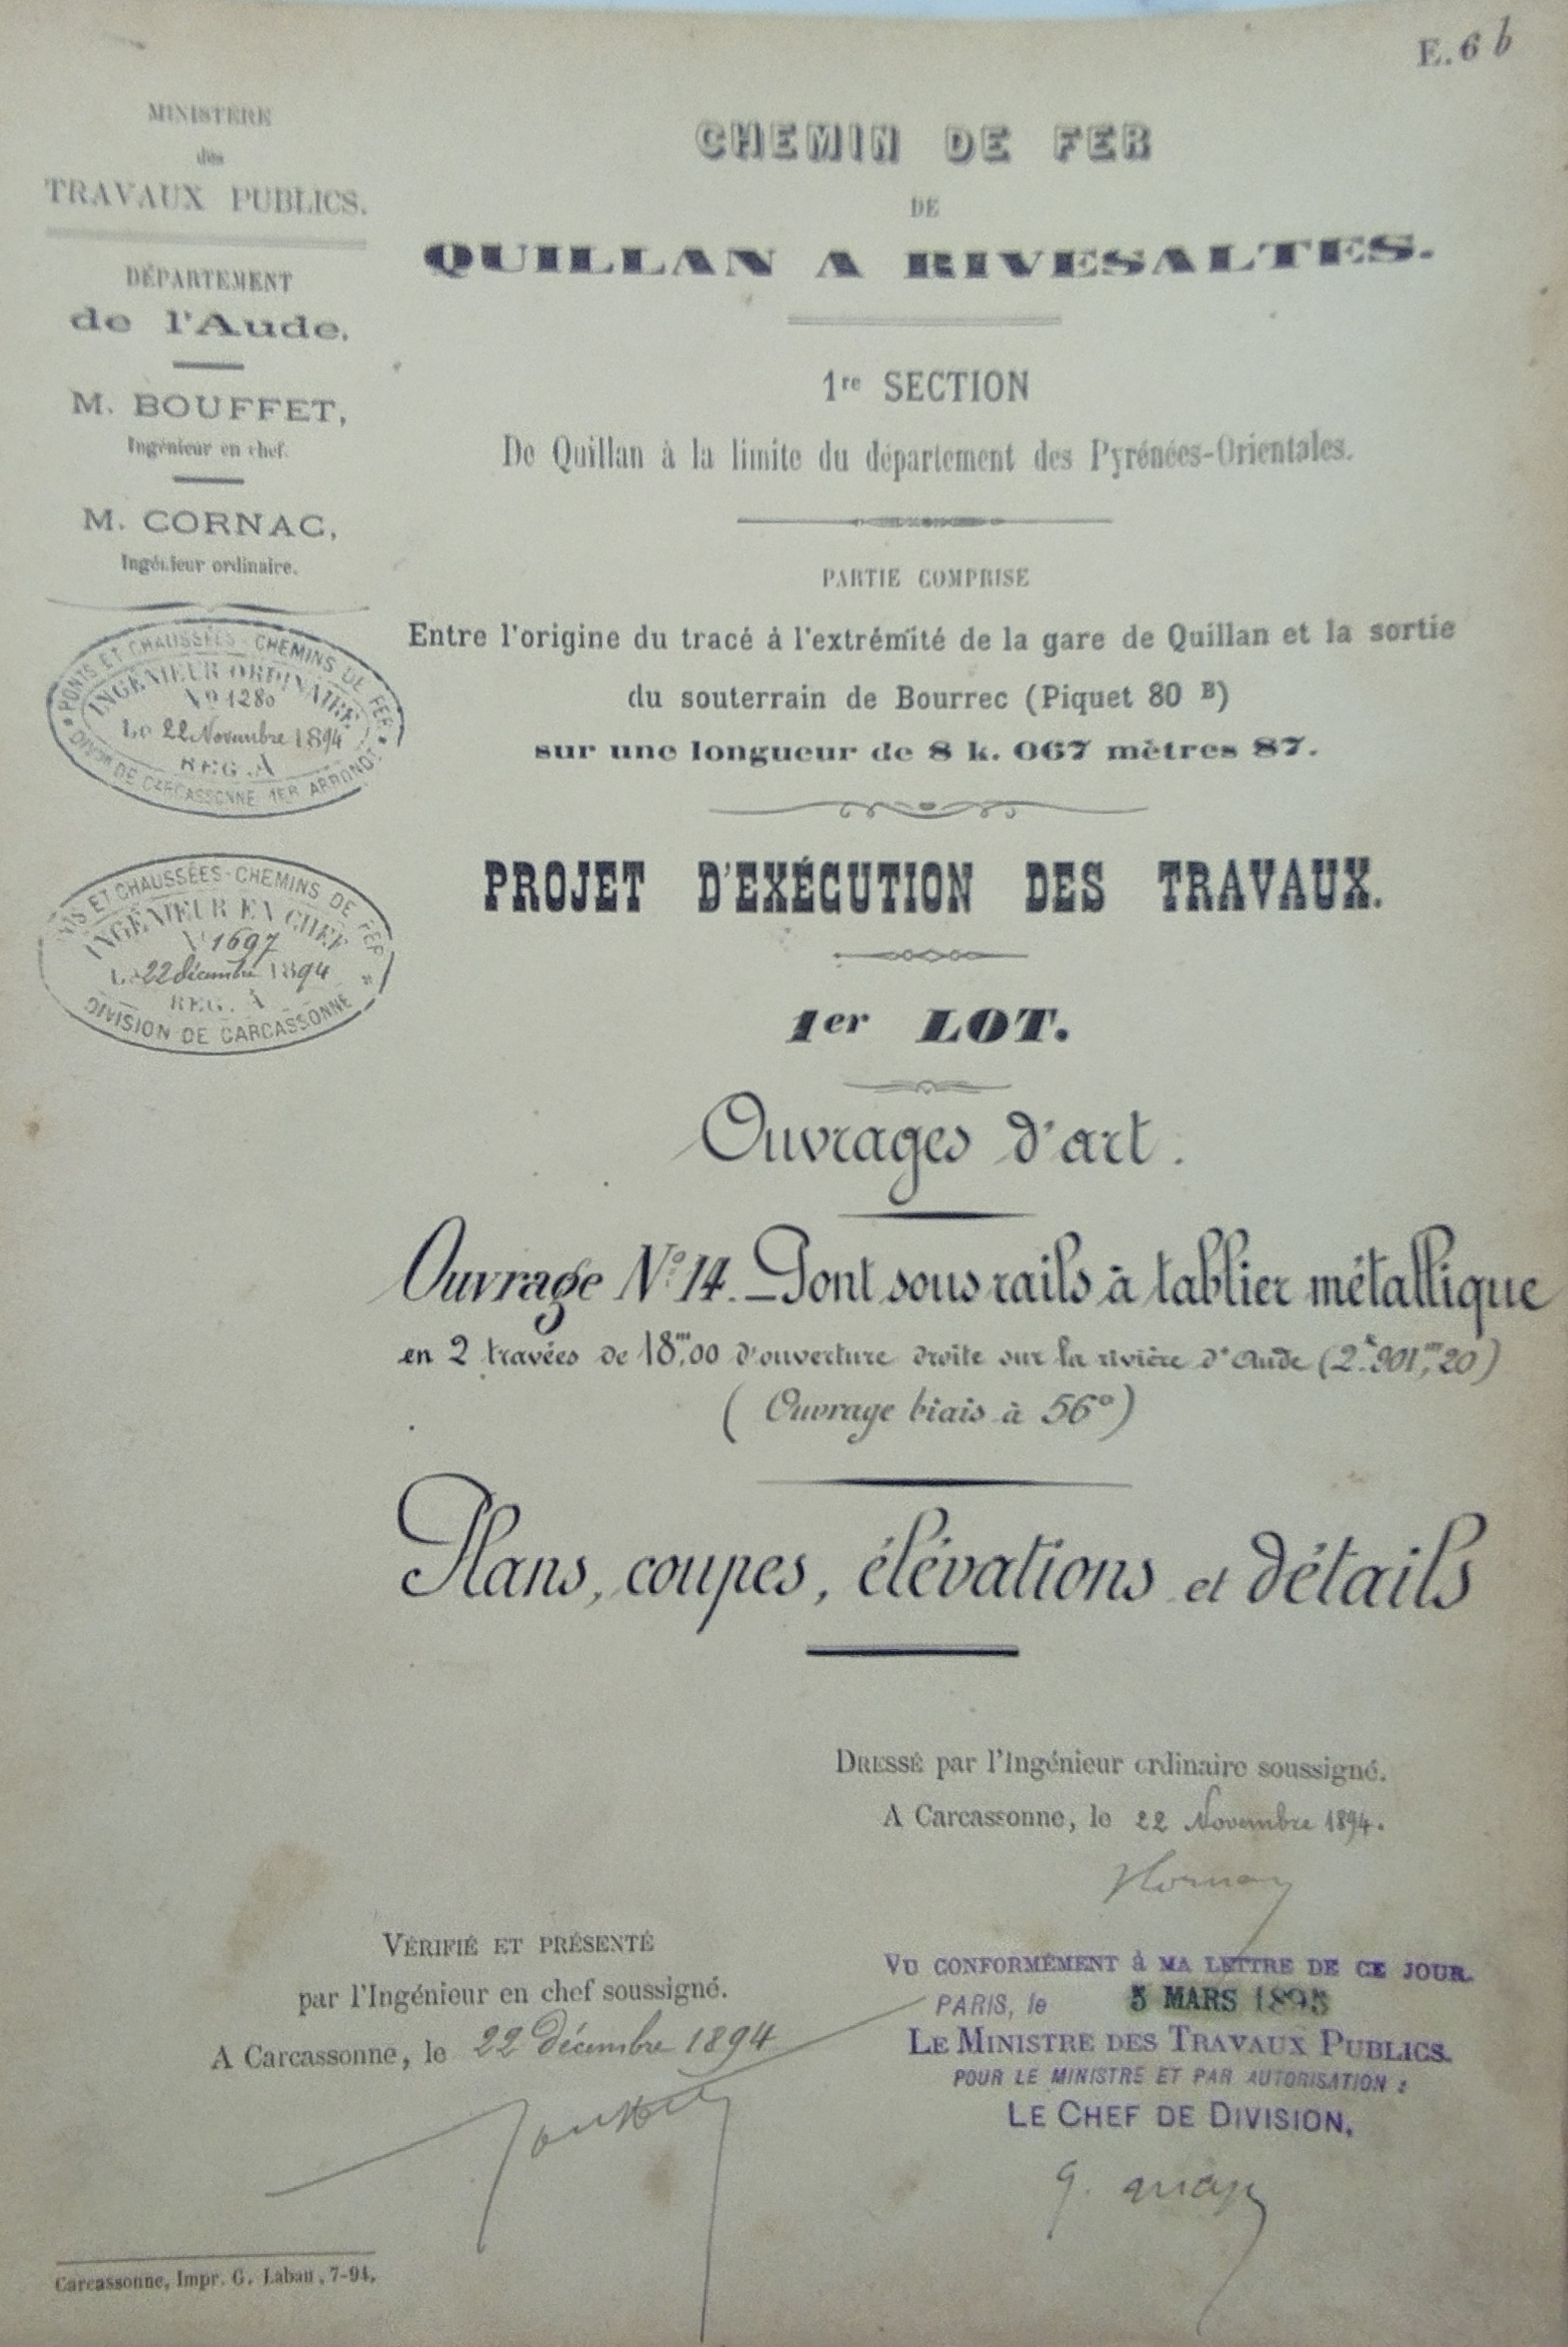 E. 6 b
MINISTÈRE
des
TRAVAUX PUBLICS.
DÉPARTEMENT
de l'Aude.
M. BOUFFET,
Ingénieur en chef.
M. CORNAC,
Ingénieur ordinaire.
PONTS ET CHAUSSÉES - CHEMINS DE FER
INGÉNIEUR ORDINAIRE
No 1280
Le 22 Novembre 1894
REG. A
DIVon DE CARCASSONNE 1ER ARRONDT
PONTS ET CHAUSSÉES - CHEMINS DE FER
INGÉNIEUR EN CHEF
No 1697
Le 22 décembre 1894
REG. A
DIVISION DE CARCASSONNE
CHEMIN DE FER
DE
QUILLAN A RIVESALTES.
1re SECTION
De Quillan à la limite du département des Pyrénées-Orientales.
PARTIE COMPRISE
Entre l'origine du tracé à l'extrémité de la gare de Quillan et la sortie
du souterrain de Bourrec (Piquet 80 B)
sur une longueur de 8 k. 067 mètres 87.
PROJET D'EXÉCUTION DES TRAVAUX.
1er LOT.
Ouvrages d'art.
Ouvrage No 14. _ Pont sous rails à tablier métallique
en 2 travées de 18m,00 d'ouverture droite sur la rivière d'Aude (2k 901m,20)
( Ouvrage biais à 56°)
Plans, coupes, élévations et détails
DRESSÉ par l'Ingénieur ordinaire soussigné.
A Carcassonne, le 22 Novembre 1894.
VÉRIFIÉ ET PRÉSENTÉ
par l'Ingénieur en chef soussigné.
A Carcassonne, le 22 décembre 1894
VU CONFORMÉMENT à MA LETTRE DE CE JOUR.
PARIS, le 5 MARS 1895
LE MINISTRE DES TRAVAUX PUBLICS.
POUR LE MINISTRE ET PAR AUTORISATION :
LE CHEF DE DIVISION,
Carcassonne, Impr. G. Labau, 7-94.